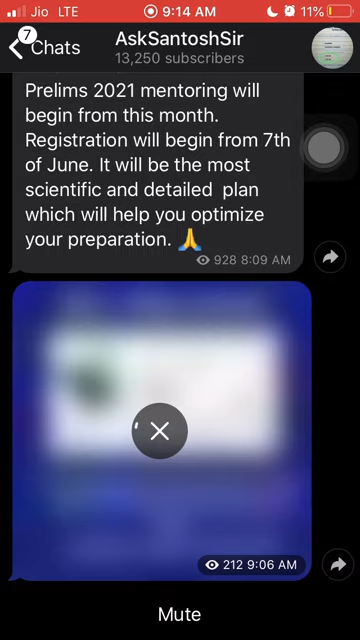 Jio LTE 9:14 AM 11%
7
Chats
AskSantoshSir
13,250 subscribers
Prelims 2021 mentoring will
begin from this month.
Registration will begin from 7th
of June. It will be the most
scientific and detailed plan
which will help you optimize
your preparation. 🙏
928 8:09 AM
212 9:06 AM
Mute